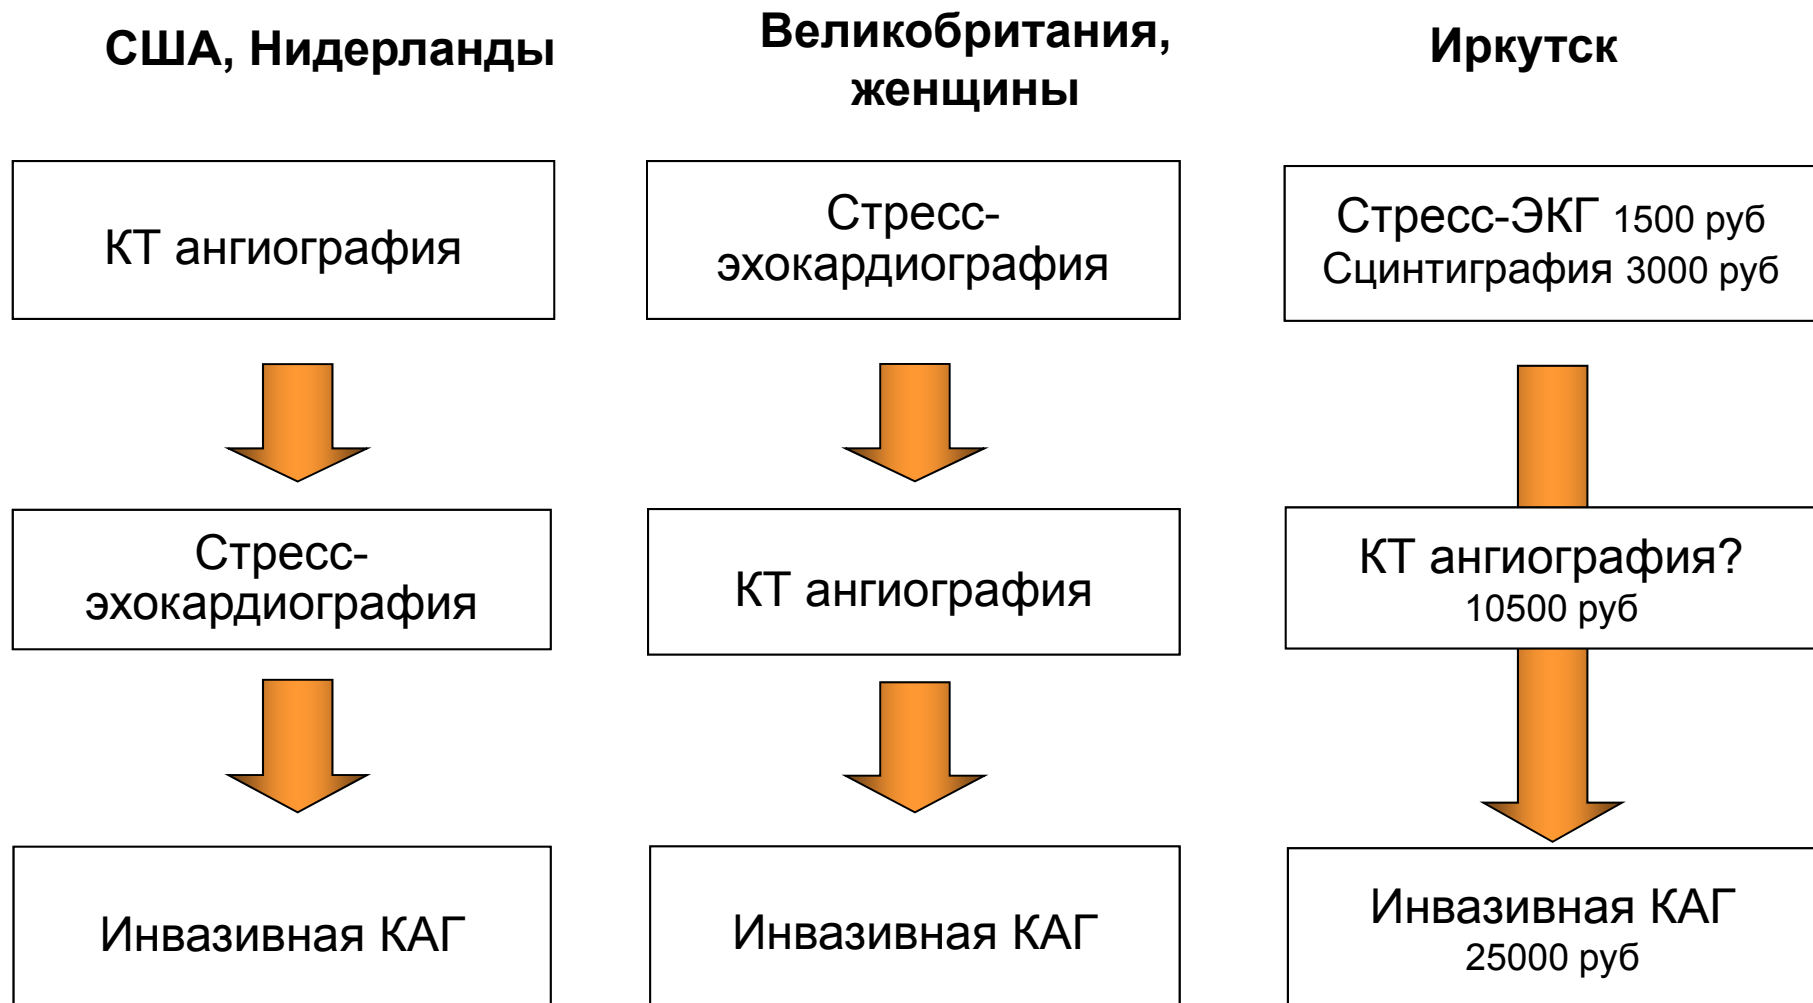 США, Нидерланды
КТ ангиография
Стресс-
эхокардиография
Инвазивная КАГ
Великобритания,
женщины
Стресс-
эхокардиография
КТ ангиография
Инвазивная КАГ
Иркутск
Стресс-ЭКГ 1500 руб
Сцинтиграфия 3000 руб
КТ ангиография?
10500 руб
Инвазивная КАГ
25000 руб